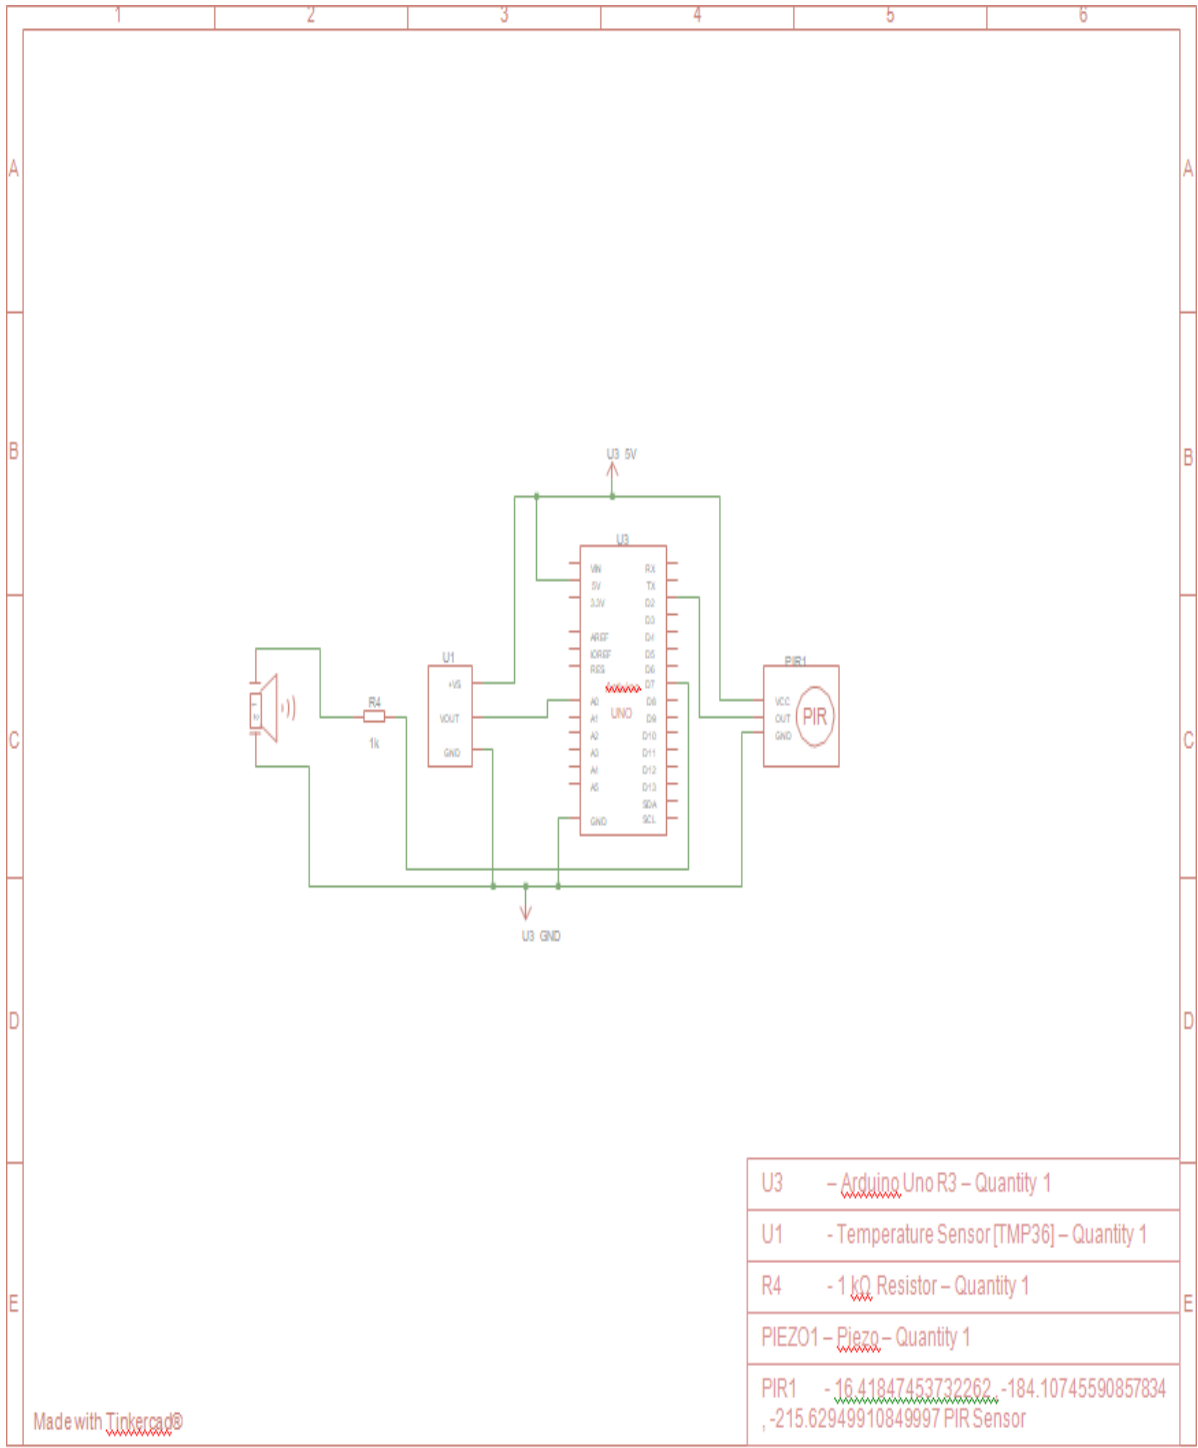 1 2 3 4 5 6
A A
B B
U3 5V
U3
VIN RX
5V TX
3.3V D2
D3
AREF D4
IOREF D5
RES D6
D7
A0 D8
A1 UNO D9
A2 D10
A3 D11
A4 D12
A5 D13
SDA
GND SCL
U1
+VS
VOUT
GND
R4
1k
1
2
PIR1
VCC
OUT PIR
GND
C C
U3 GND
D D
E E
U3 – Arduino Uno R3 – Quantity 1
U1 - Temperature Sensor [TMP36] – Quantity 1
R4 - 1 kΩ Resistor – Quantity 1
PIEZO1 – Piezo – Quantity 1
PIR1 - 16.41847453732262 , -184.10745590857834
, -215.62949910849997 PIR Sensor
Made with Tinkercad®